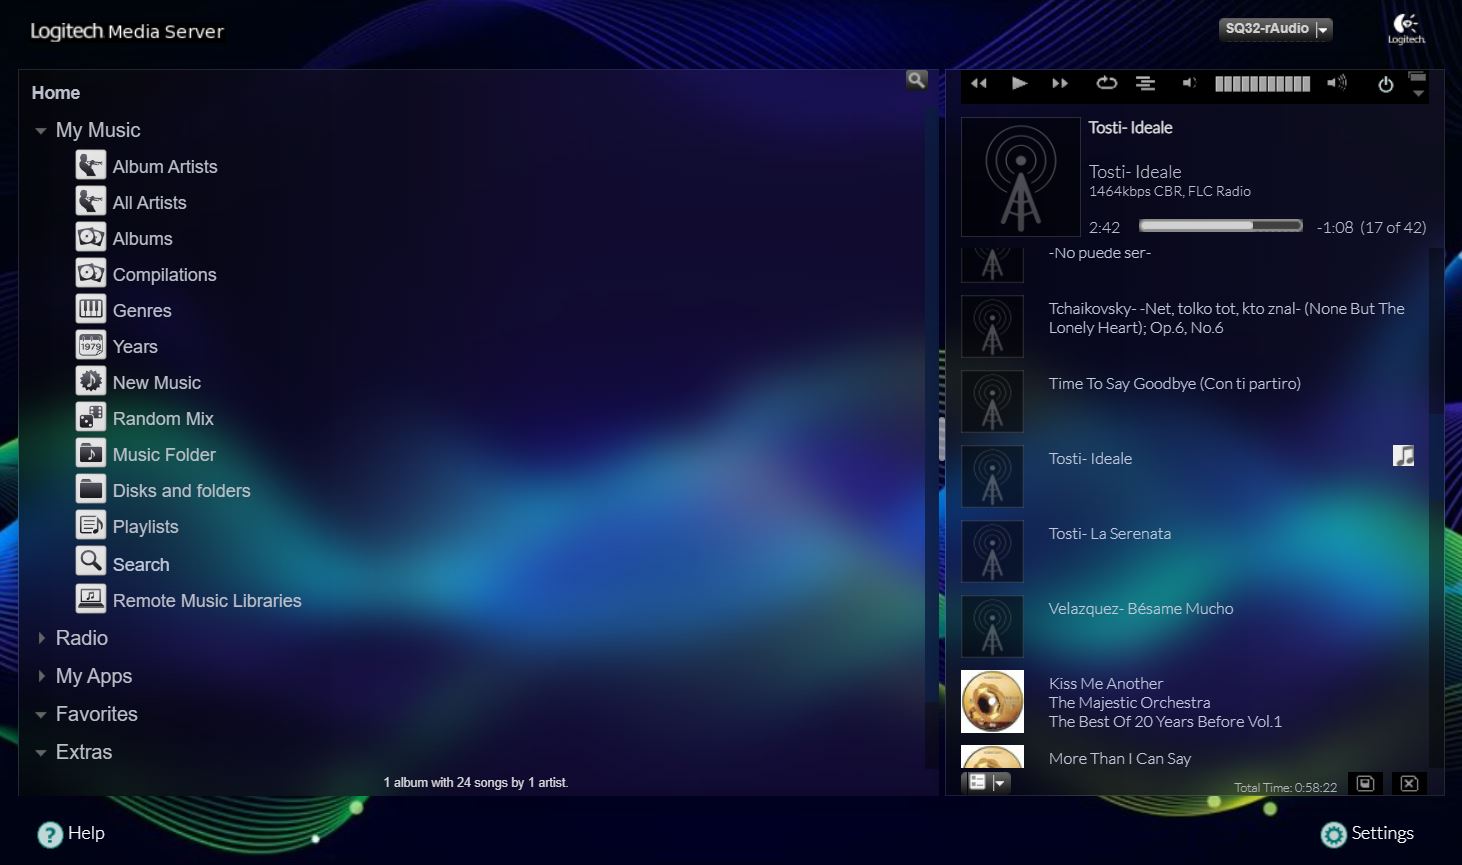 Logitech Media Server
SQ32-rAudio
Logitech
Home
My Music
Album Artists
All Artists
Albums
Compilations
Genres
1979
Years
New Music
Random Mix
Music Folder
Disks and folders
Playlists
Search
Remote Music Libraries
Radio
My Apps
Favorites
Extras
1 album with 24 songs by 1 artist.
Tosti- Ideale
Tosti- Ideale
1464kbps CBR, FLC Radio
2:42 -1:08 (17 of 42)
-No puede ser-
Tchaikovsky- -Net, tolko tot, kto znal- (None But The
Lonely Heart); Op.6, No.6
Time To Say Goodbye (Con ti partiro)
Tosti- Ideale
Tosti- La Serenata
Velazquez- Bésame Mucho
Kiss Me Another
The Majestic Orchestra
The Best Of 20 Years Before Vol.1
More Than I Can Say
Total Time: 0:58:22
Help
Settings